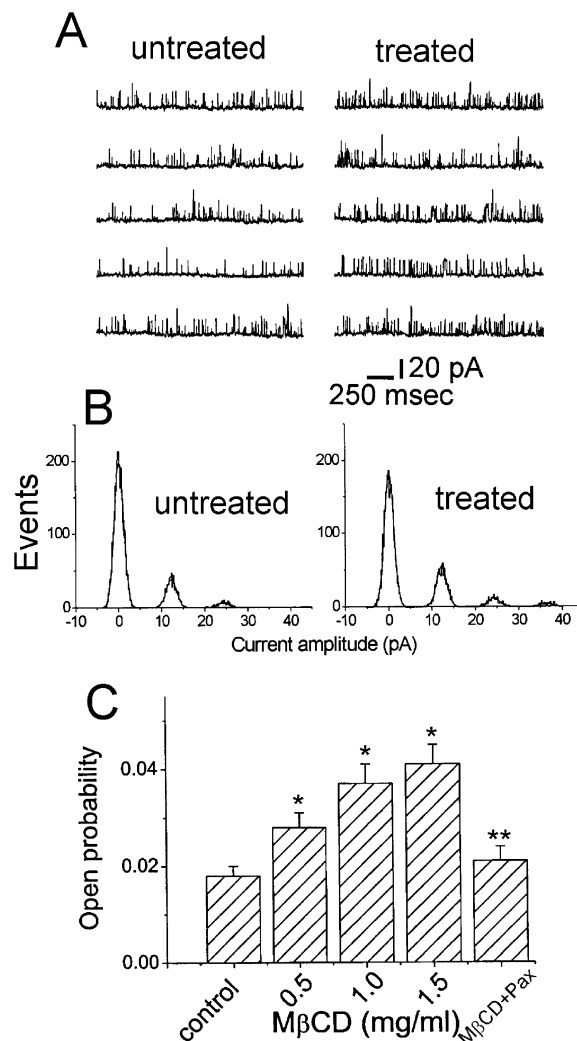 A
untreated
treated
20 pA
250 msec
B
Events
200
100
0
untreated
-10 0 10 20 30 40
200
100
0
treated
-10 0 10 20 30 40
Current amplitude (pA)
C
Open probability
0.04
0.02
0.00
*
*
*
**
control
0.5
1.0
1.5
MβCD+Pax
MβCD (mg/ml)